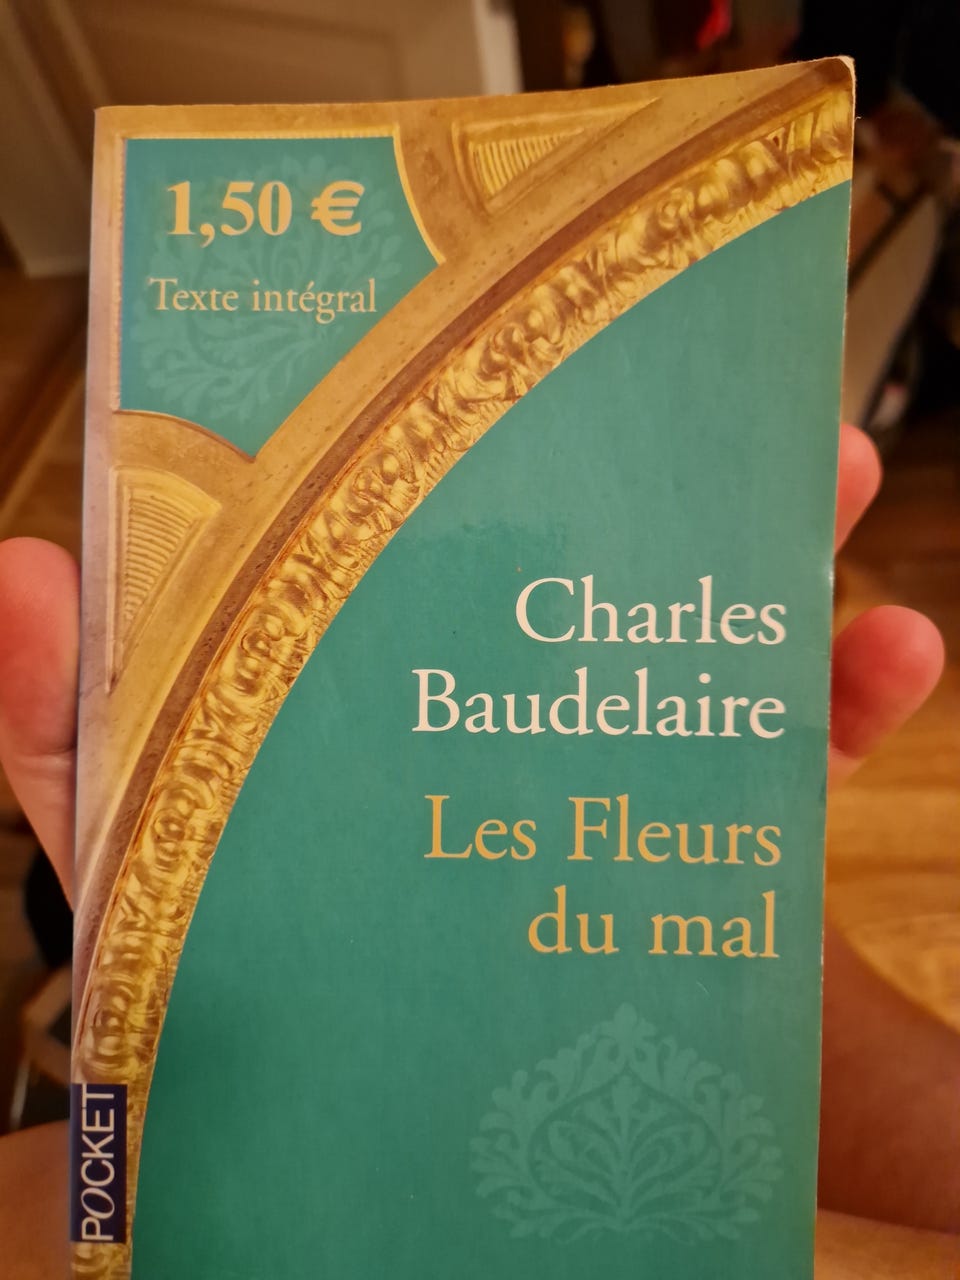 1,50 €
Texte intégral
Charles
Baudelaire
Les Fleurs
du mal
POCKET